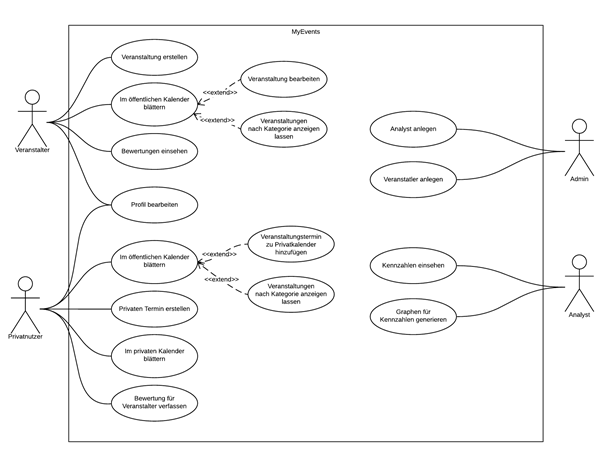 MyEvents
Veranstaltung erstellen
Im öffentlichen Kalender
blättern
<<extend>>
Veranstaltung bearbeiten
<<extend>>
Veranstaltungen
nach Kategorie anzeigen
lassen
Bewertungen einsehen
Veranstalter
Profil bearbeiten
Im öffentlichen Kalender
blättern
<<extend>>
Veranstaltungstermin
zu Privatkalender
hinzufügen
<<extend>>
Veranstaltungen
nach Kategorie anzeigen
lassen
Privaten Termin erstellen
Privatnutzer
Im privaten Kalender
blättern
Bewertung für
Veranstalter verfassen
Analyst anlegen
Veranstatler anlegen
Admin
Kennzahlen einsehen
Graphen für
Kennzahlen generieren
Analyst